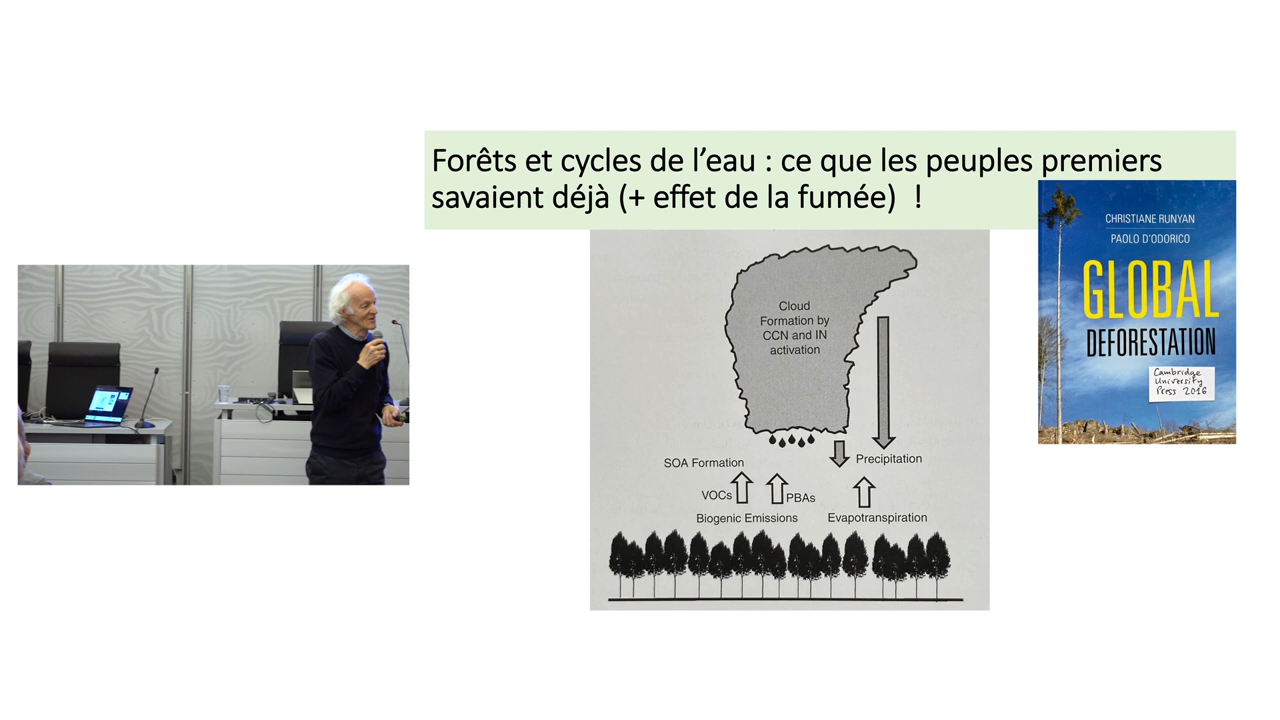 Forêts et cycles de l’eau : ce que les peuples premiers
savaient déjà (+ effet de la fumée)  !
CHRISTIANE RUNYAN
PAOLO D'ODORICO
GLOBAL
DEFORESTATION
Cambridge
University
Press 2016
Cloud
Formation by
CCN and IN
activation
SOA Formation
Precipitation
VOCs
PBAs
Biogenic Emissions
Evapotranspiration